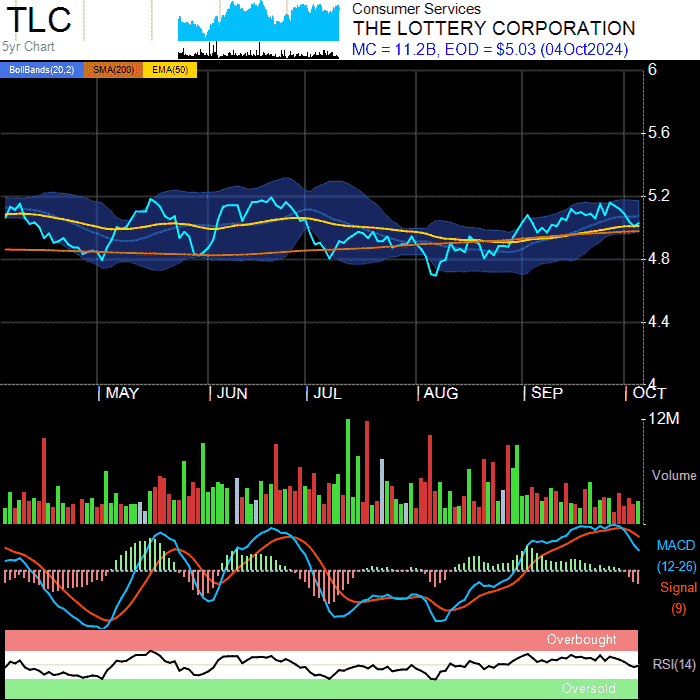 TLC
5yr Chart
Consumer Services
THE LOTTERY CORPORATION
MC = 11.2B, EOD = $5.03 (04Oct2024)
BollBands(20,2) SMA(200) EMA(50)
6
5.6
5.2
4.8
4.4
4
MAY JUN JUL AUG SEP OCT
12M
Volume
MACD
(12-26)
Signal
(9)
Overbought
RSI(14)
Oversold